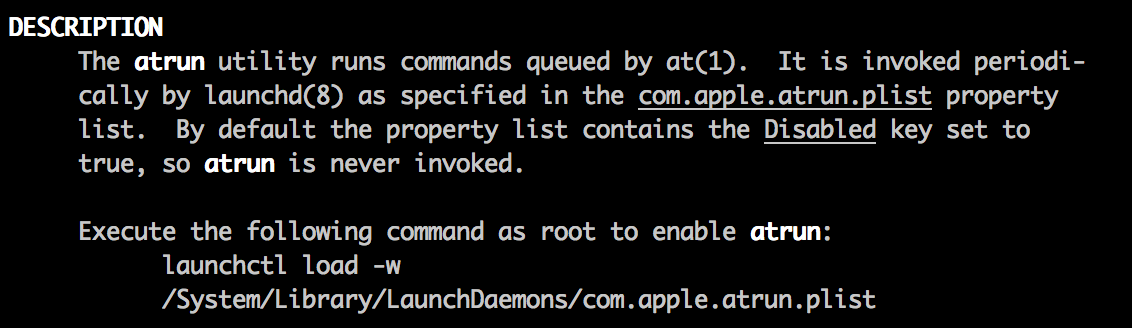 DESCRIPTION
The atrun utility runs commands queued by at(1).  It is invoked periodi-
cally by launchd(8) as specified in the com.apple.atrun.plist property
list.  By default the property list contains the Disabled key set to
true, so atrun is never invoked.
Execute the following command as root to enable atrun:
launchctl load -w
/System/Library/LaunchDaemons/com.apple.atrun.plist